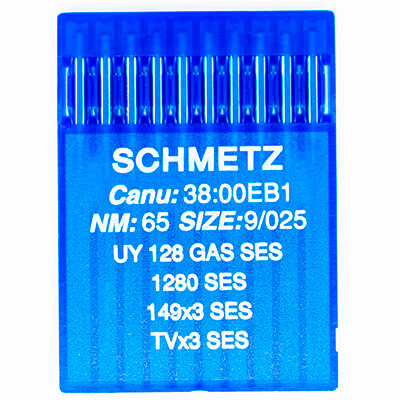 SCHMETZ
Canu: 38:00EB1
NM: 65 SIZE:9/025
UY 128 GAS SES
1280 SES
149x3 SES
TVx3 SES